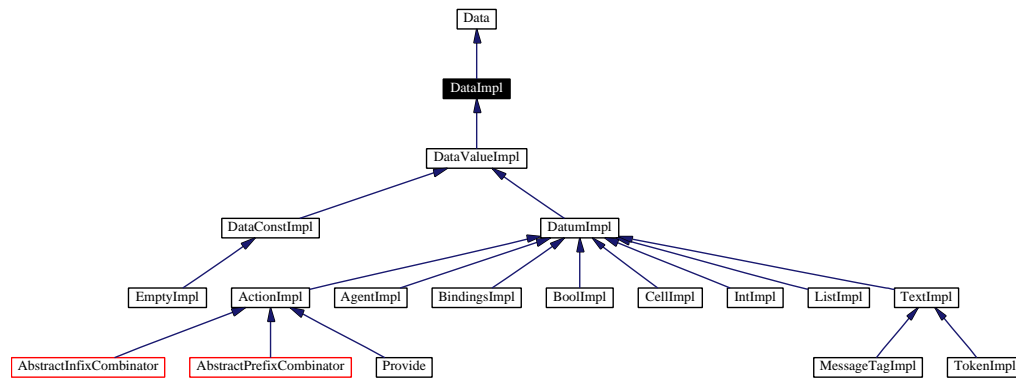 Data
DataImpl
DataValueImpl
DataConstImpl
DatumImpl
EmptyImpl
ActionImpl
AgentImpl
BindingsImpl
BoolImpl
CellImpl
IntImpl
ListImpl
TextImpl
AbstractInfixCombinator
AbstractPrefixCombinator
Provide
MessageTagImpl
TokenImpl